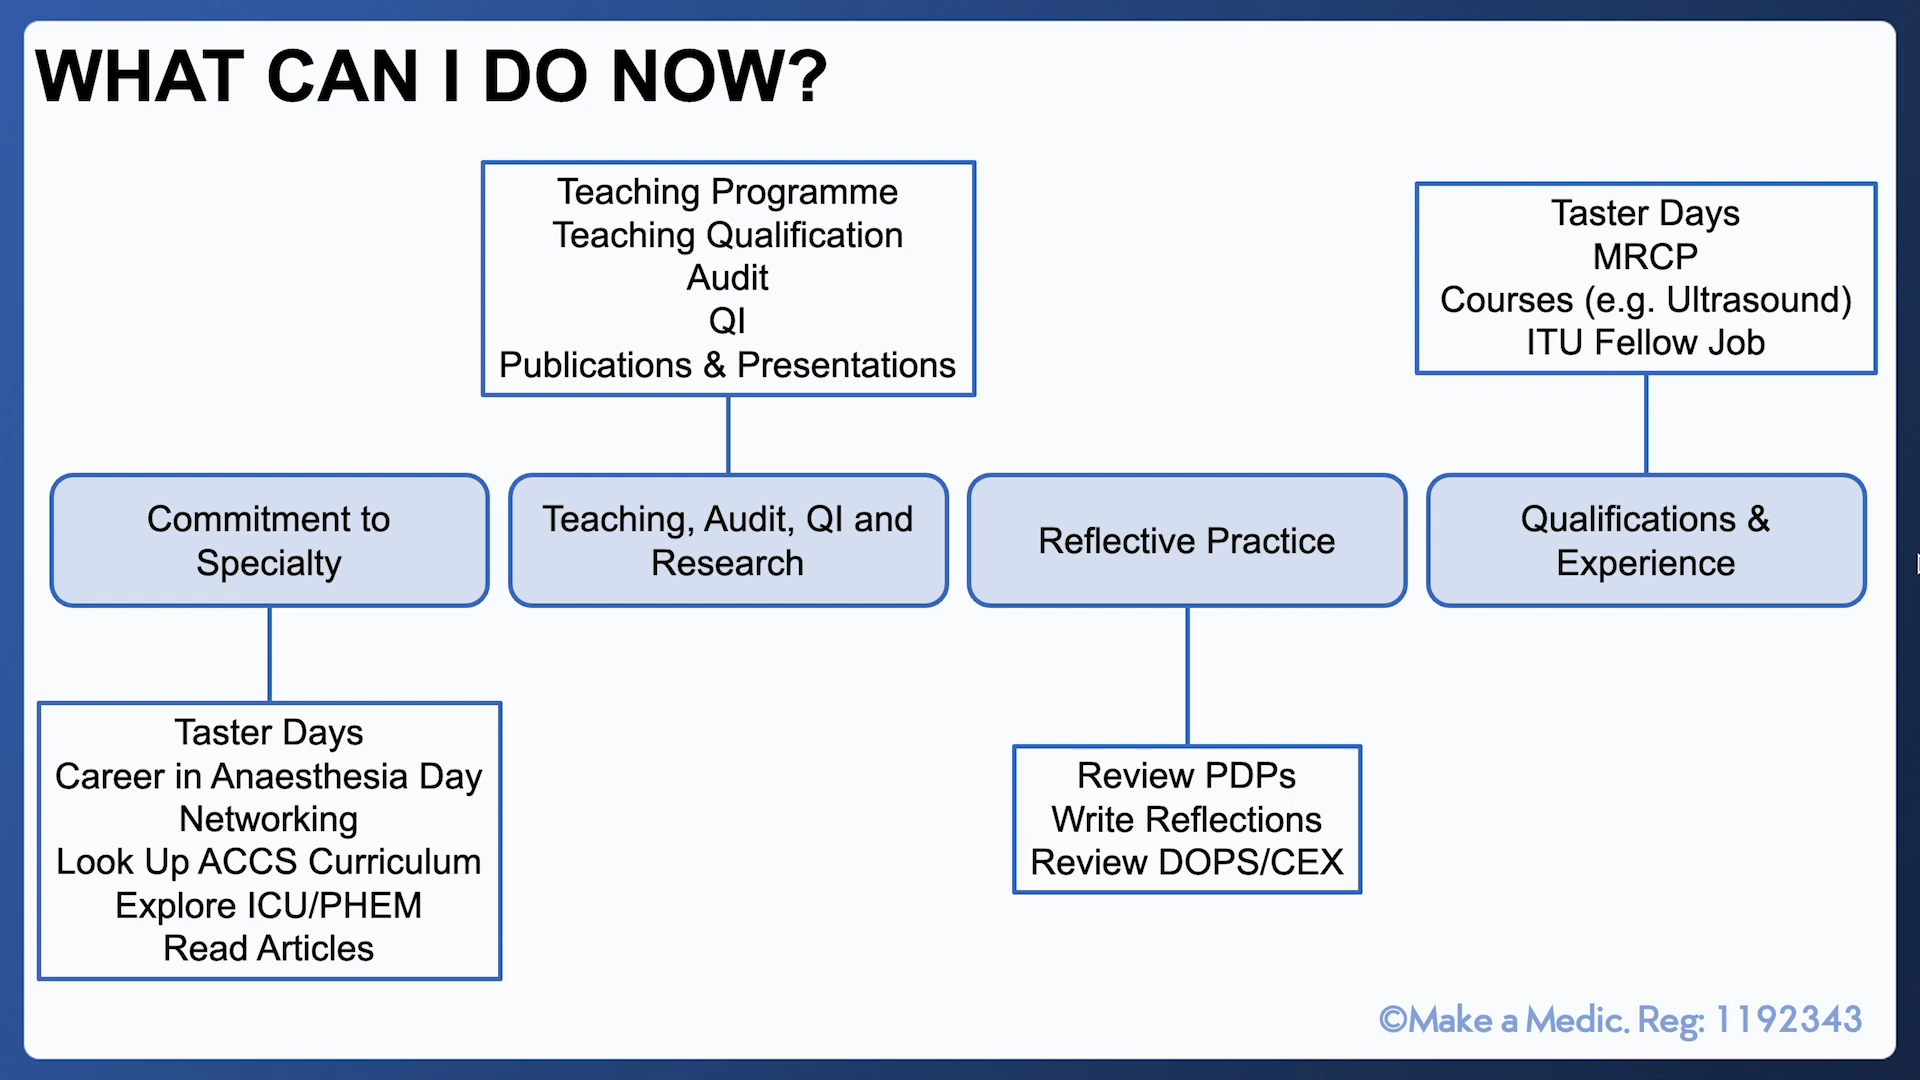 WHAT CAN I DO NOW?
Teaching Programme
Teaching Qualification
Audit
QI
Publications & Presentations
Taster Days
MRCP
Courses (e.g. Ultrasound)
ITU Fellow Job
Commitment to
Specialty
Teaching, Audit, QI and
Research
Reflective Practice
Qualifications &
Experience
Taster Days
Career in Anaesthesia Day
Networking
Look Up ACCS Curriculum
Explore ICU/PHEM
Read Articles
Review PDPs
Write Reflections
Review DOPS/CEX
©Make a Medic. Reg: 1192343